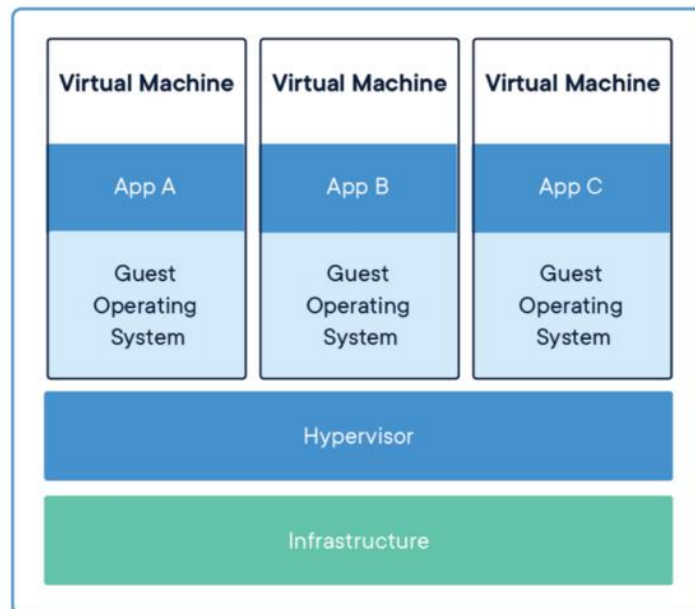 Virtual Machine
Virtual Machine
Virtual Machine
App A
App B
App C
Guest
Operating
System
Guest
Operating
System
Guest
Operating
System
Hypervisor
Infrastructure